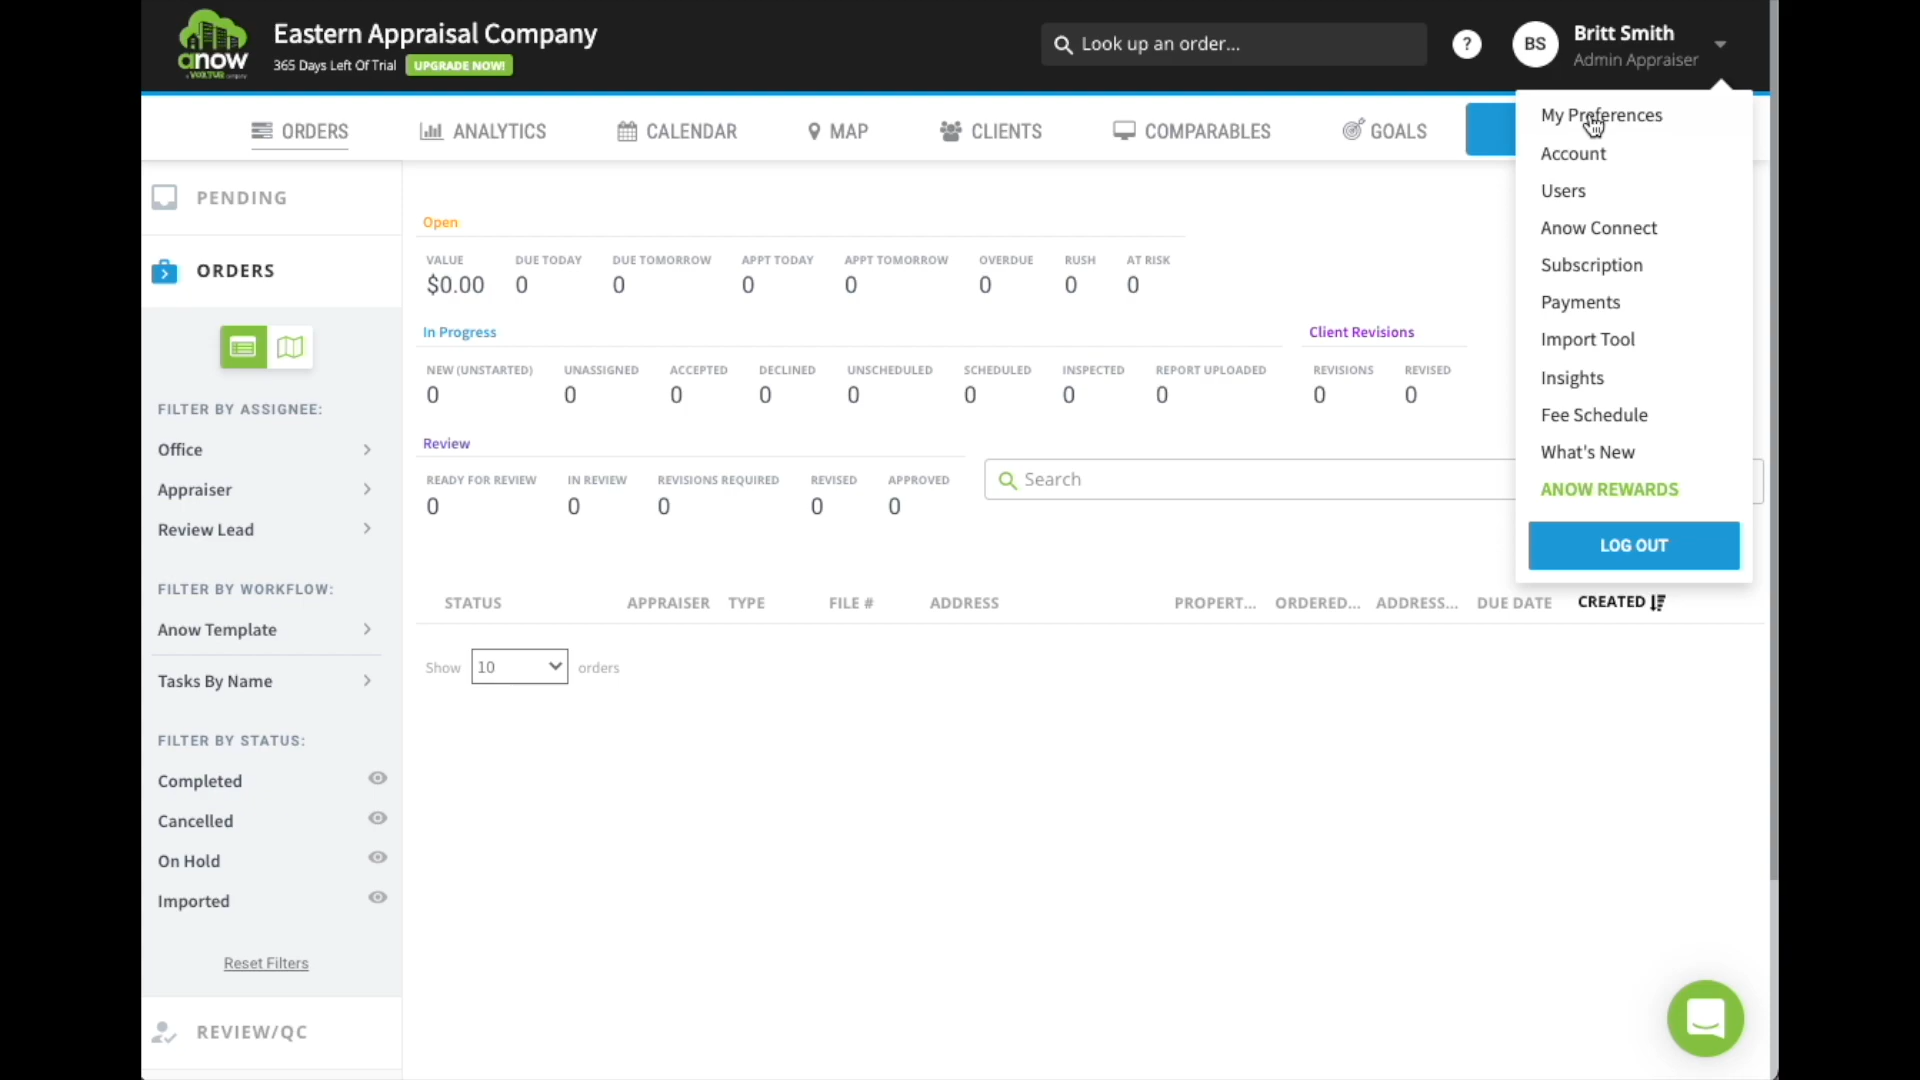 anow
a VOXTUR company
Eastern Appraisal Company
365 Days Left Of Trial
UPGRADE NOW!
Look up an order...
?
BS
Britt Smith
Admin Appraiser
ORDERS
ANALYTICS
CALENDAR
MAP
CLIENTS
COMPARABLES
GOALS
My Preferences
Account
Users
Anow Connect
Subscription
Payments
Import Tool
Insights
Fee Schedule
What's New
ANOW REWARDS
LOG OUT
PENDING
ORDERS
FILTER BY ASSIGNEE:
Office
Appraiser
Review Lead
FILTER BY WORKFLOW:
Anow Template
Tasks By Name
FILTER BY STATUS:
Completed
Cancelled
On Hold
Imported
Reset Filters
REVIEW/QC
Open
VALUE DUE TODAY DUE TOMORROW APPT TODAY APPT TOMORROW OVERDUE RUSH AT RISK
$0.00 0 0 0 0 0 0 0
In Progress
NEW (UNSTARTED) UNASSIGNED ACCEPTED DECLINED UNSCHEDULED SCHEDULED INSPECTED REPORT UPLOADED
0 0 0 0 0 0 0 0
Client Revisions
REVISIONS REVISED
0 0
Review
READY FOR REVIEW IN REVIEW REVISIONS REQUIRED REVISED APPROVED
0 0 0 0 0
Search
STATUS APPRAISER TYPE FILE # ADDRESS PROPERT... ORDERED... ADDRESS... DUE DATE CREATED
Show 10 orders